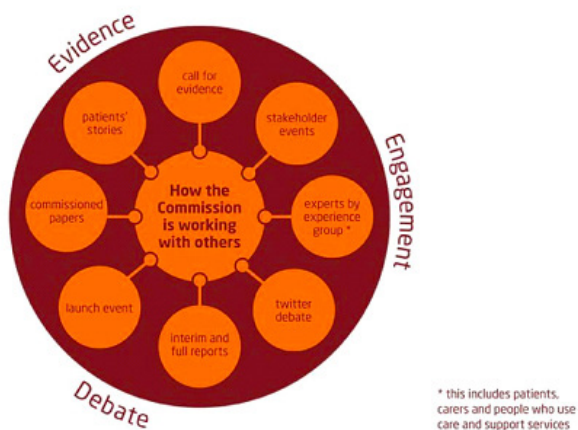 Evidence
call for
evidence
patients'
stories
stakeholder
events
Engagement
How the
Commission
is working
with others
commissioned
papers
experts by
experience
group *
launch event
twitter
debate
interim and
full reports
Debate
* this includes patients,
carers and people who use
care and support services